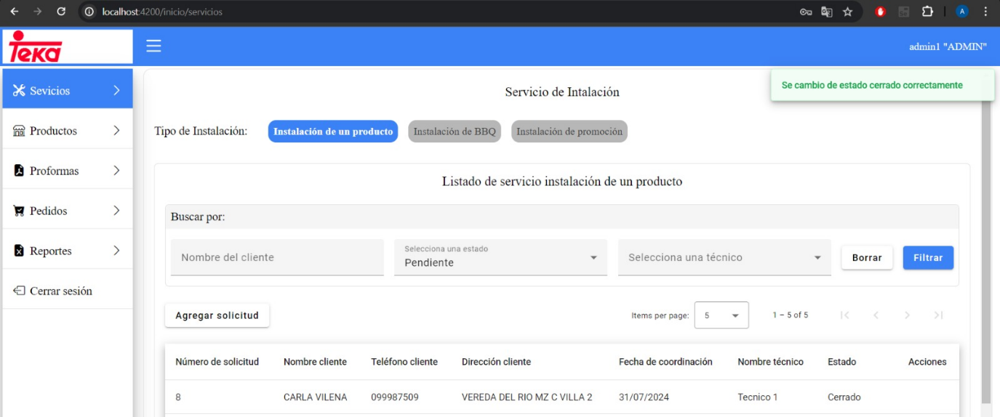 localhost:4200/inicio/servicios
A
Teka
admin1 "ADMIN"
Sevicios
Productos
Proformas
Pedidos
Reportes
Cerrar sesión
Servicio de Intalación
Se cambio de estado cerrado correctamente
Tipo de Instalación: Instalación de un producto Instalación de BBQ Instalación de promoción
Listado de servicio instalación de un producto
Buscar por:
Nombre del cliente
Selecciona una estado
Pendiente
Selecciona una técnico
Borrar
Filtrar
Agregar solicitud
Items per page: 5 1 – 5 of 5
Número de solicitud Nombre cliente Teléfono cliente Dirección cliente Fecha de coordinación Nombre técnico Estado Acciones
8 CARLA VILENA 099987509 VEREDA DEL RIO MZ C VILLA 2 31/07/2024 Tecnico 1 Cerrado